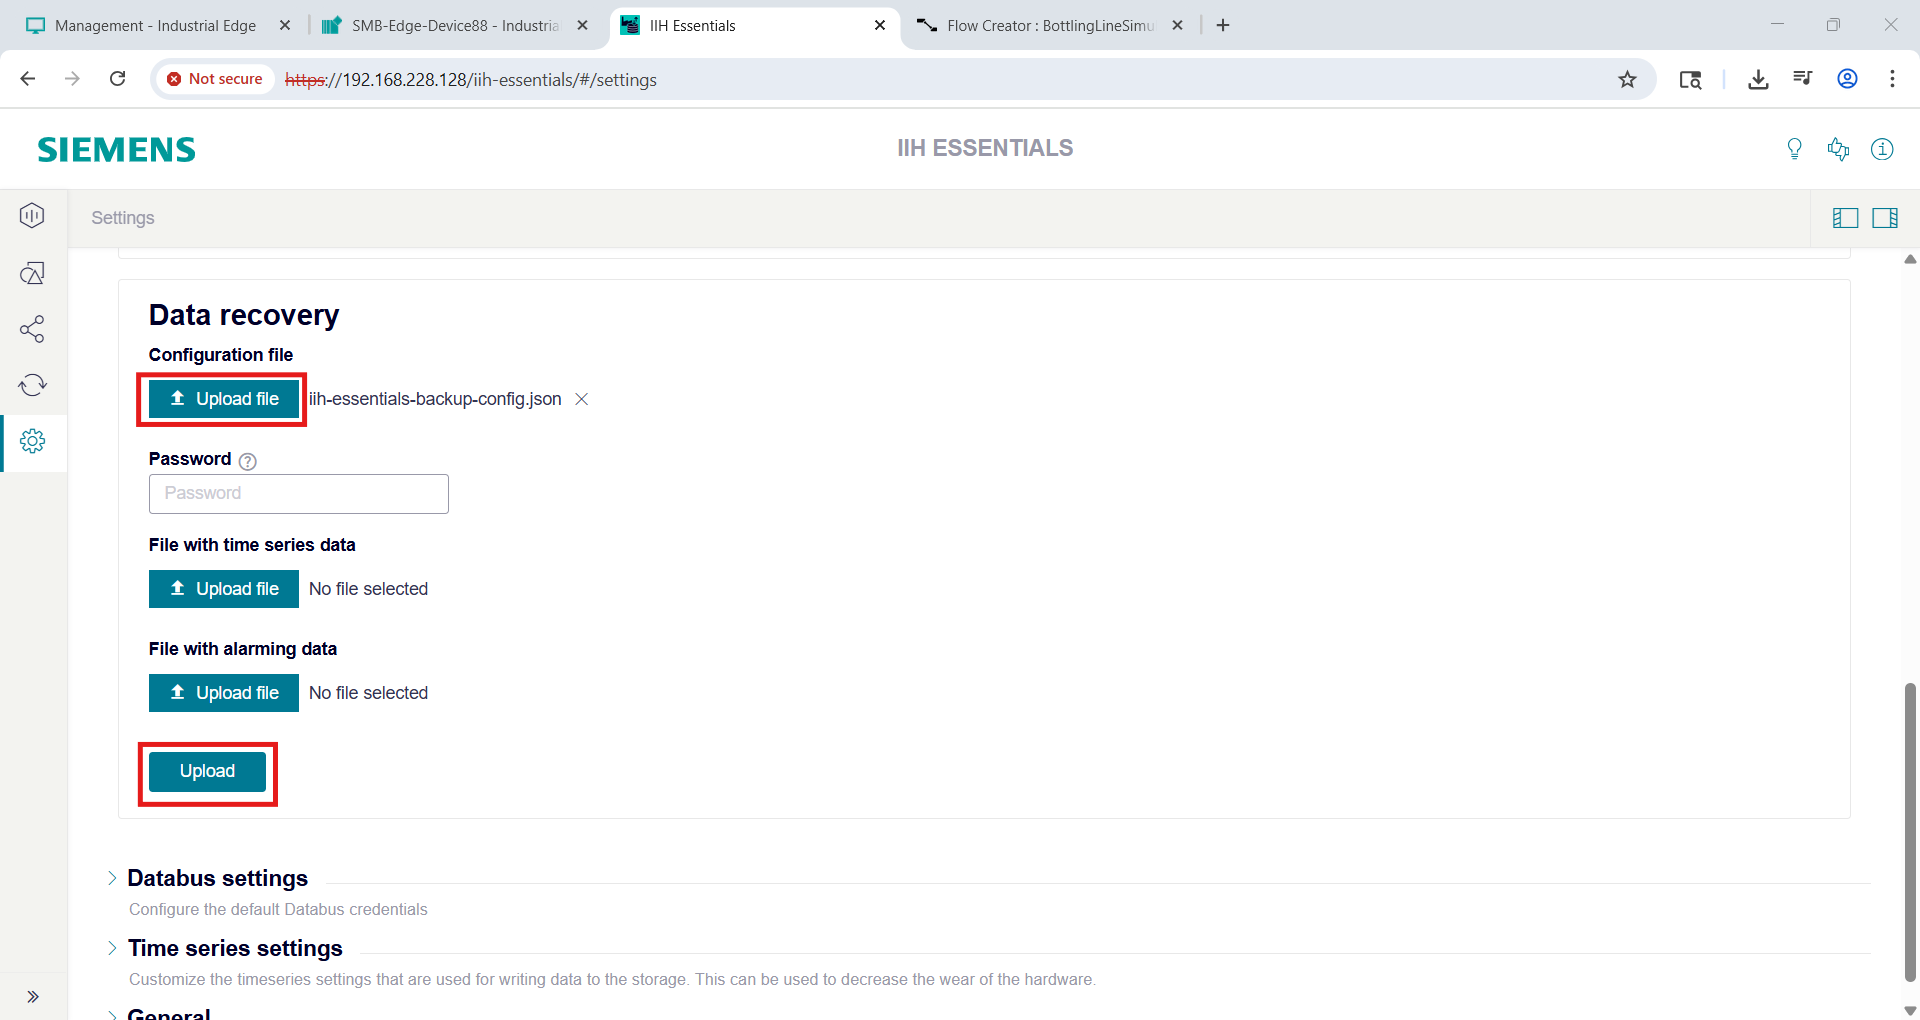 Management - Industrial Edge
SMB-Edge-Device88 - Industria
IIH Essentials
Flow Creator : BottlingLineSimu
Not secure
https://192.168.228.128/iih-essentials/#/settings
SIEMENS
IIH ESSENTIALS
Settings
Data recovery
Configuration file
Upload file
iih-essentials-backup-config.json
Password
Password
File with time series data
Upload file
No file selected
File with alarming data
Upload file
No file selected
Upload
Databus settings
Configure the default Databus credentials
Time series settings
Customize the timeseries settings that are used for writing data to the storage. This can be used to decrease the wear of the hardware.
General